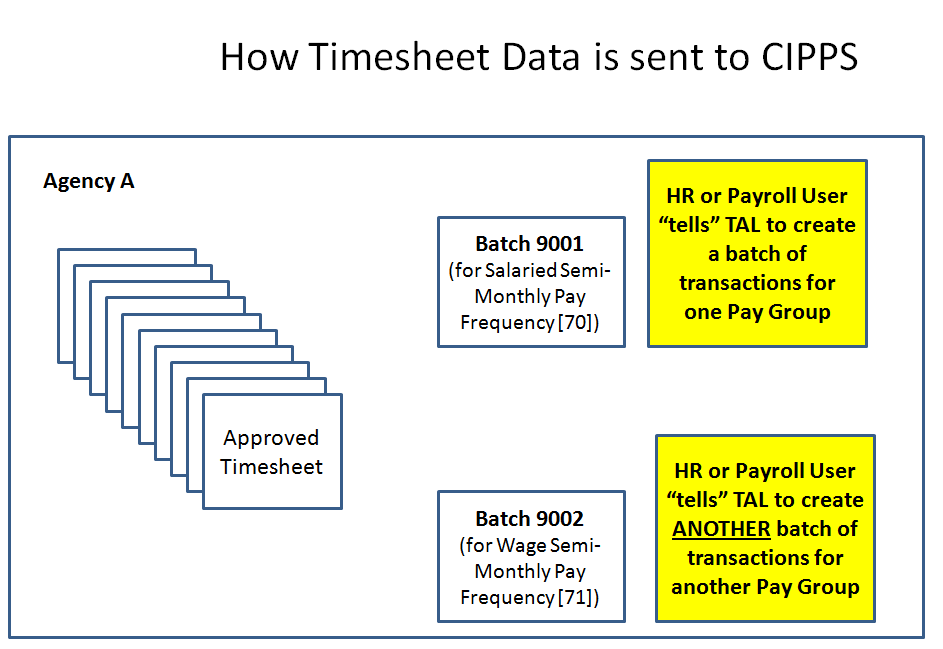 How Timesheet Data is sent to CIPPS
Agency A
Approved
Timesheet
Batch 9001
(for Salaried Semi-
Monthly Pay
Frequency [70])
HR or Payroll User
“tells” TAL to create
a batch of
transactions for
one Pay Group
Batch 9002
(for Wage Semi-
Monthly Pay
Frequency [71])
HR or Payroll User
“tells” TAL to create
ANOTHER batch of
transactions for
another Pay Group